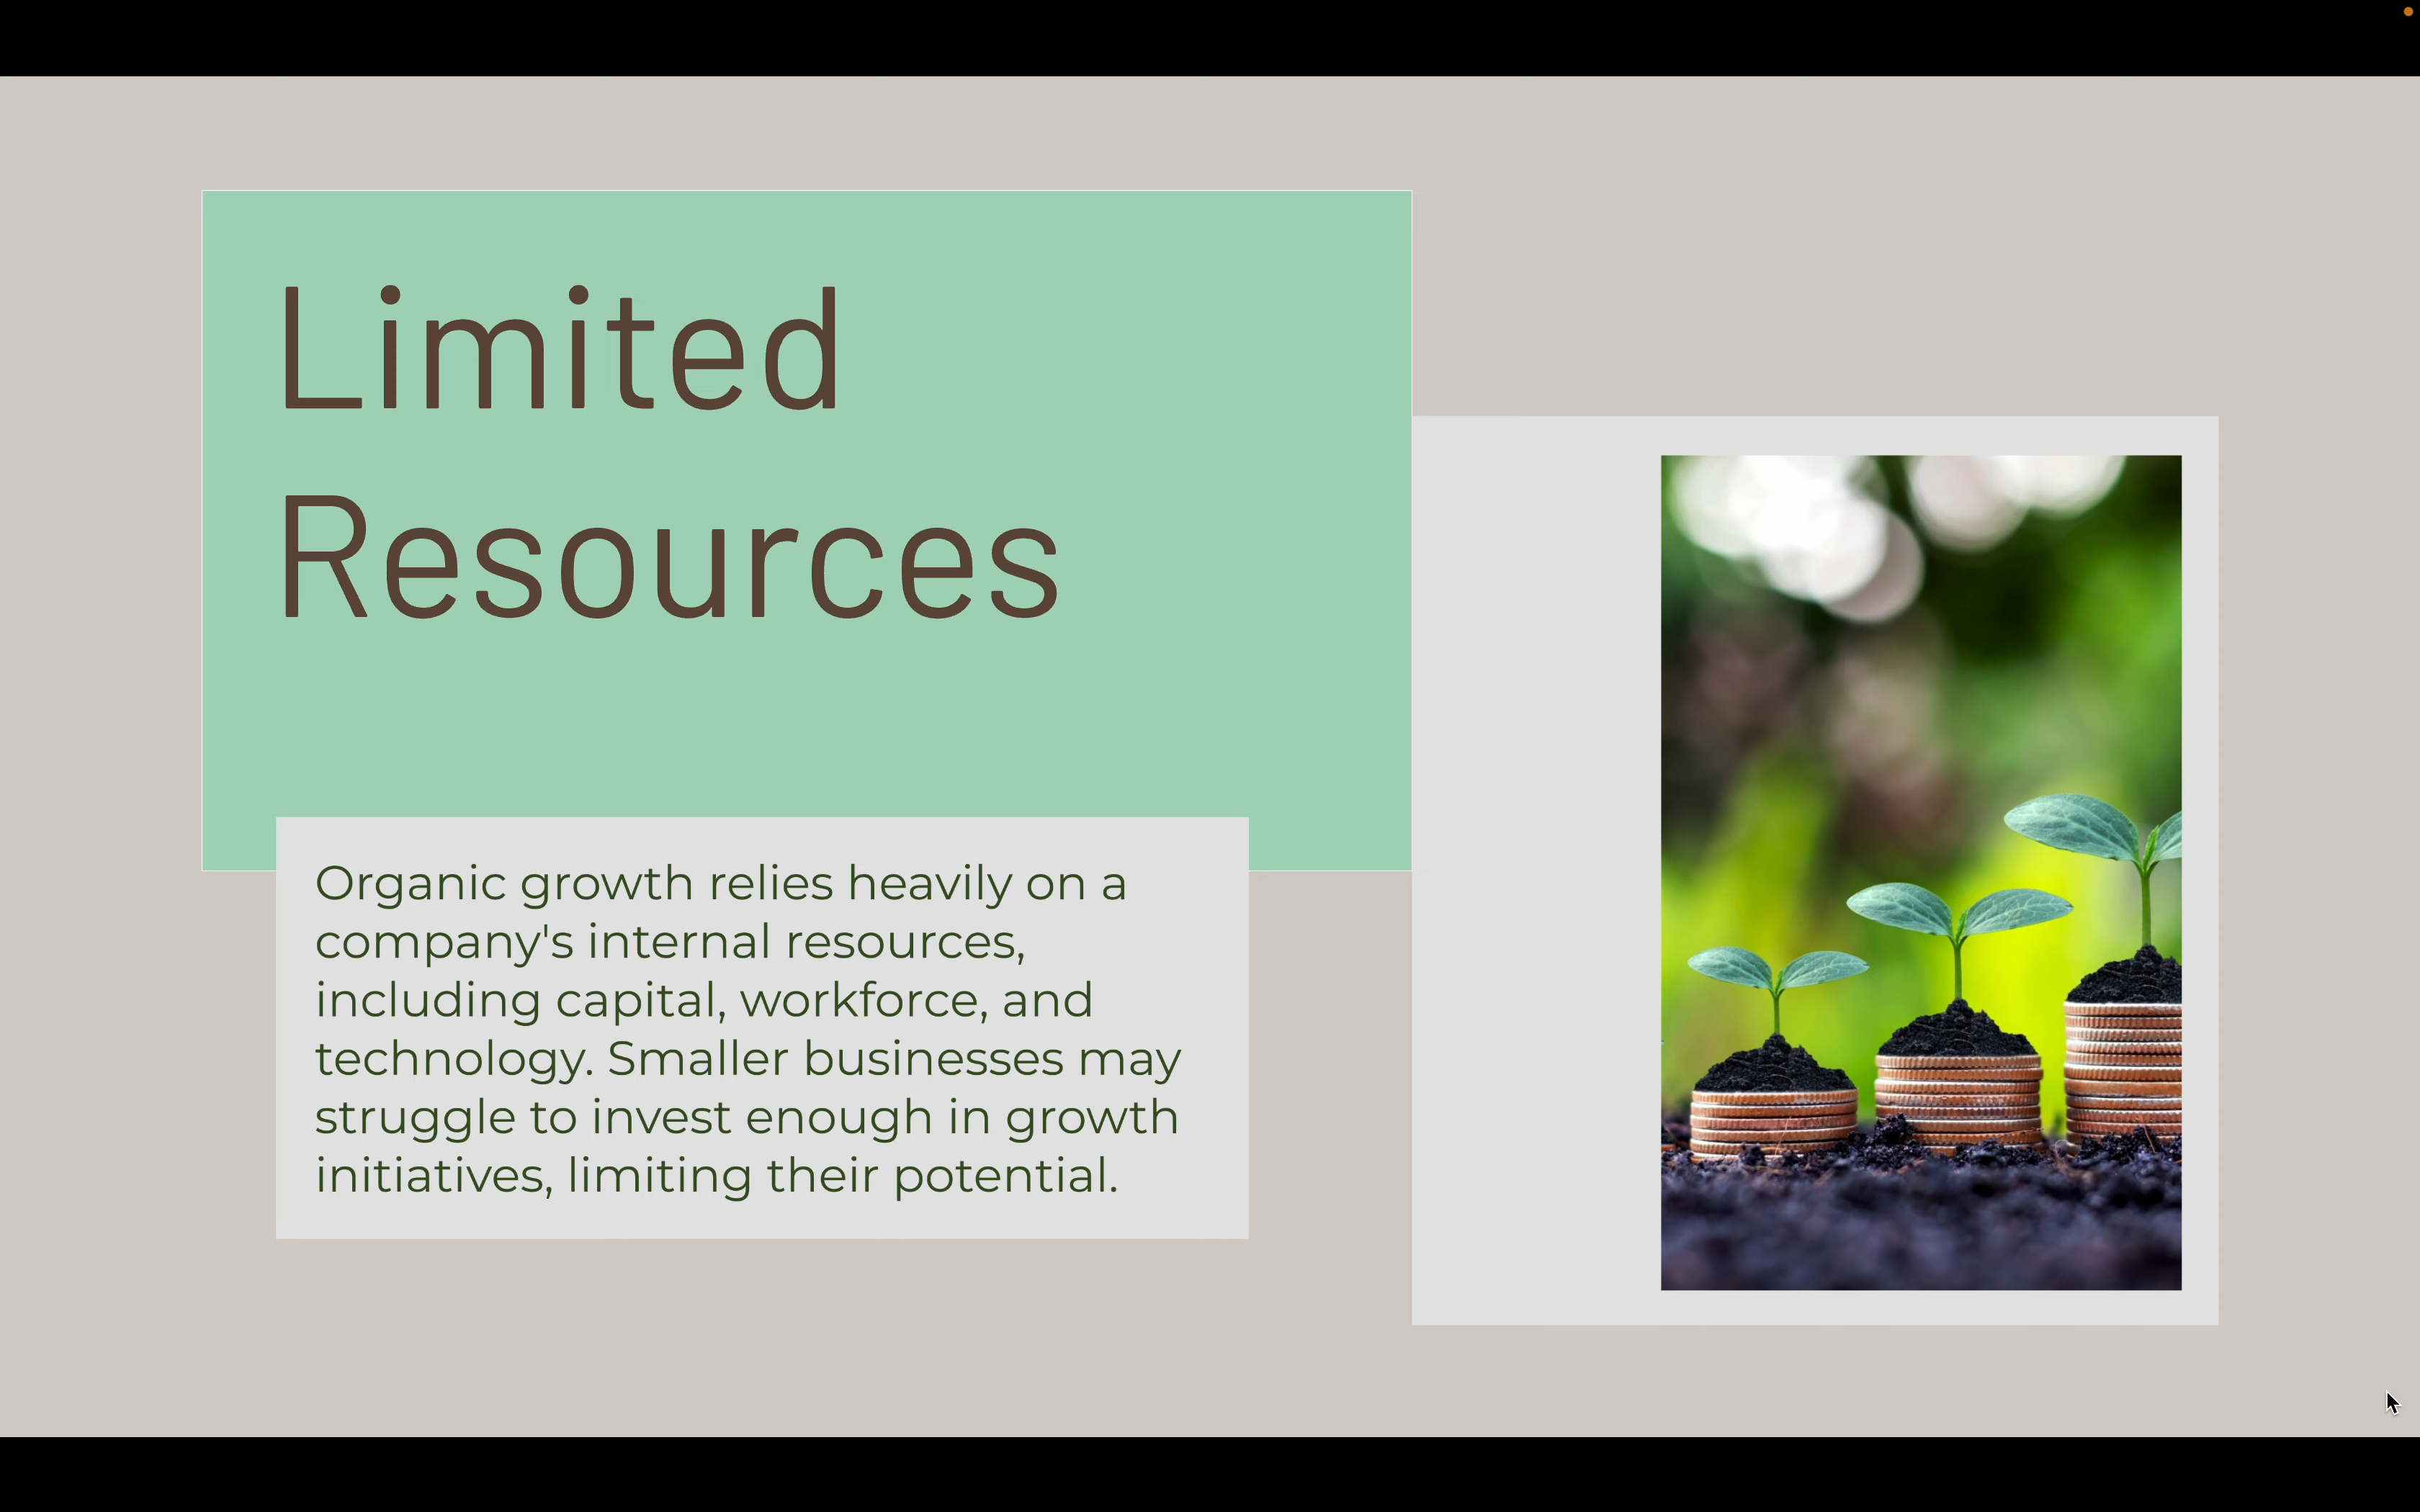 Limited
Resources
Organic growth relies heavily on a
company's internal resources,
including capital, workforce, and
technology. Smaller businesses may
struggle to invest enough in growth
initiatives, limiting their potential.